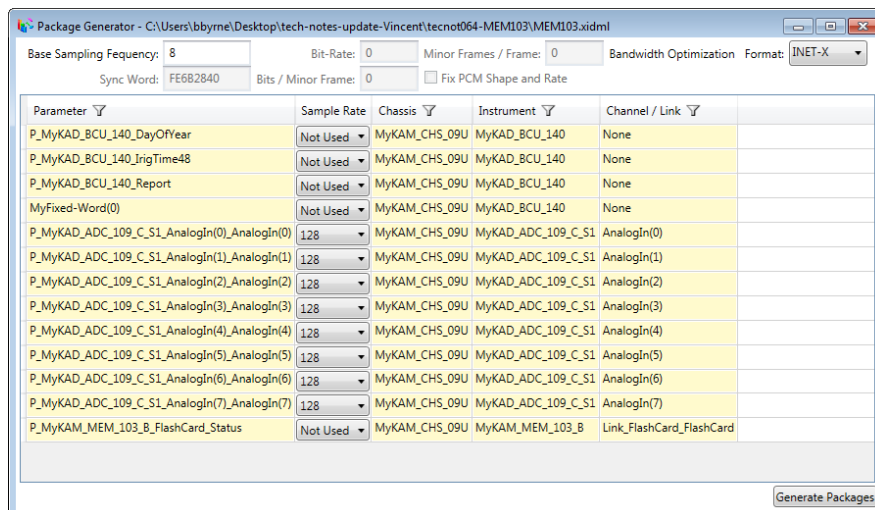 Package Generator - C:\Users\bbyrne\Desktop\tech-notes-update-Vincent\tecnot064-MEM103\MEM103.xidml
Base Sampling Fequency: 8 Bit-Rate: 0 Minor Frames / Frame: 0 Bandwidth Optimization Format: INET-X
Sync Word: FE6B2840 Bits / Minor Frame: 0 Fix PCM Shape and Rate
Parameter Sample Rate Chassis Instrument Channel / Link
P_MyKAD_BCU_140_DayOfYear Not Used MyKAM_CHS_09U MyKAD_BCU_140 None
P_MyKAD_BCU_140_IrigTime48 Not Used MyKAM_CHS_09U MyKAD_BCU_140 None
P_MyKAD_BCU_140_Report Not Used MyKAM_CHS_09U MyKAD_BCU_140 None
MyFixed-Word(0) Not Used MyKAM_CHS_09U MyKAD_BCU_140 None
P_MyKAD_ADC_109_C_S1_AnalogIn(0)_AnalogIn(0) 128 MyKAM_CHS_09U MyKAD_ADC_109_C_S1 AnalogIn(0)
P_MyKAD_ADC_109_C_S1_AnalogIn(1)_AnalogIn(1) 128 MyKAM_CHS_09U MyKAD_ADC_109_C_S1 AnalogIn(1)
P_MyKAD_ADC_109_C_S1_AnalogIn(2)_AnalogIn(2) 128 MyKAM_CHS_09U MyKAD_ADC_109_C_S1 AnalogIn(2)
P_MyKAD_ADC_109_C_S1_AnalogIn(3)_AnalogIn(3) 128 MyKAM_CHS_09U MyKAD_ADC_109_C_S1 AnalogIn(3)
P_MyKAD_ADC_109_C_S1_AnalogIn(4)_AnalogIn(4) 128 MyKAM_CHS_09U MyKAD_ADC_109_C_S1 AnalogIn(4)
P_MyKAD_ADC_109_C_S1_AnalogIn(5)_AnalogIn(5) 128 MyKAM_CHS_09U MyKAD_ADC_109_C_S1 AnalogIn(5)
P_MyKAD_ADC_109_C_S1_AnalogIn(6)_AnalogIn(6) 128 MyKAM_CHS_09U MyKAD_ADC_109_C_S1 AnalogIn(6)
P_MyKAD_ADC_109_C_S1_AnalogIn(7)_AnalogIn(7) 128 MyKAM_CHS_09U MyKAD_ADC_109_C_S1 AnalogIn(7)
P_MyKAM_MEM_103_B_FlashCard_Status Not Used MyKAM_CHS_09U MyKAM_MEM_103_B Link_FlashCard_FlashCard
Generate Packages